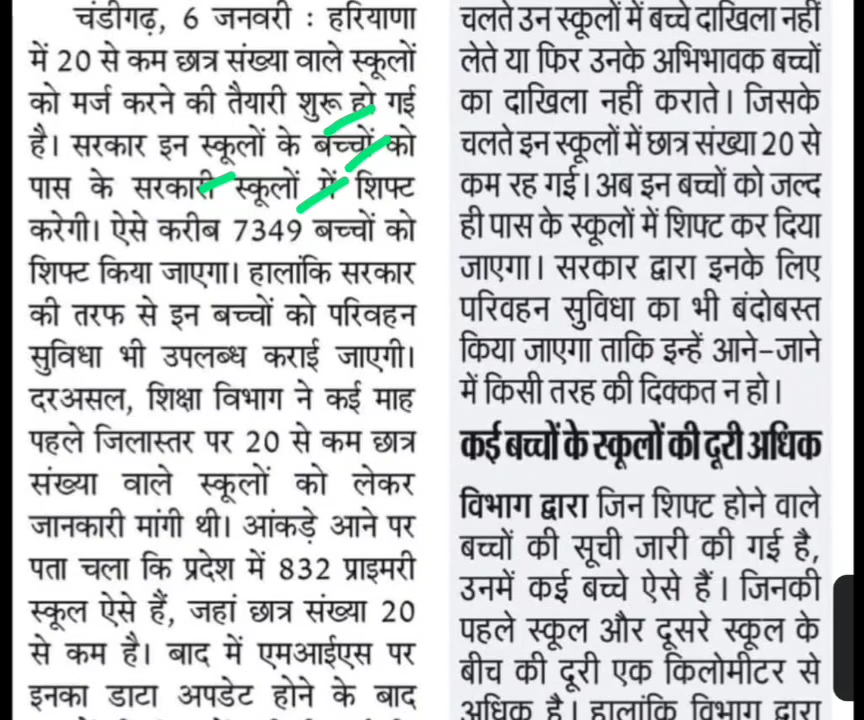 चंडीगढ़, 6 जनवरी : हरियाणा
में 20 से कम छात्र संख्या वाले स्कूलों
को मर्ज करने की तैयारी शुरू हो गई
है। सरकार इन स्कूलों के बच्चों को
पास के सरकारी स्कूलों में शिफ्ट
करेगी। ऐसे करीब 7349 बच्चों को
शिफ्ट किया जाएगा। हालांकि सरकार
की तरफ से इन बच्चों को परिवहन
सुविधा भी उपलब्ध कराई जाएगी।
दरअसल, शिक्षा विभाग ने कई माह
पहले जिलास्तर पर 20 से कम छात्र
संख्या वाले स्कूलों को लेकर
जानकारी मांगी थी। आंकड़े आने पर
पता चला कि प्रदेश में 832 प्राइमरी
स्कूल ऐसे हैं, जहां छात्र संख्या 20
से कम है। बाद में एमआईएस पर
इनका डाटा अपडेट होने के बाद
चलते उन स्कूलों में बच्चे दाखिला नहीं
लेते या फिर उनके अभिभावक बच्चों
का दाखिला नहीं कराते। जिसके
चलते इन स्कूलों में छात्र संख्या 20 से
कम रह गई। अब इन बच्चों को जल्द
ही पास के स्कूलों में शिफ्ट कर दिया
जाएगा। सरकार द्वारा इनके लिए
परिवहन सुविधा का भी बंदोबस्त
किया जाएगा ताकि इन्हें आने-जाने
में किसी तरह की दिक्कत न हो।
कई बच्चों के स्कूलों की दूरी अधिक
विभाग द्वारा जिन शिफ्ट होने वाले
बच्चों की सूची जारी की गई है,
उनमें कई बच्चे ऐसे हैं। जिनकी
पहले स्कूल और दूसरे स्कूल के
बीच की दूरी एक किलोमीटर से
अधिक है। हालांकि विभाग द्वारा